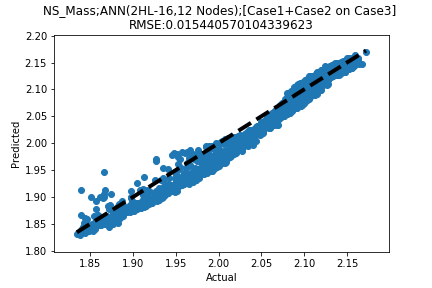 NS_Mass;ANN(2HL-16,12 Nodes);[Case1+Case2 on Case3]
RMSE:0.015440570104339623
2.20
2.15
2.10
2.05
2.00
1.95
1.90
1.85
1.80
Predicted
1.85 1.90 1.95 2.00 2.05 2.10 2.15
Actual